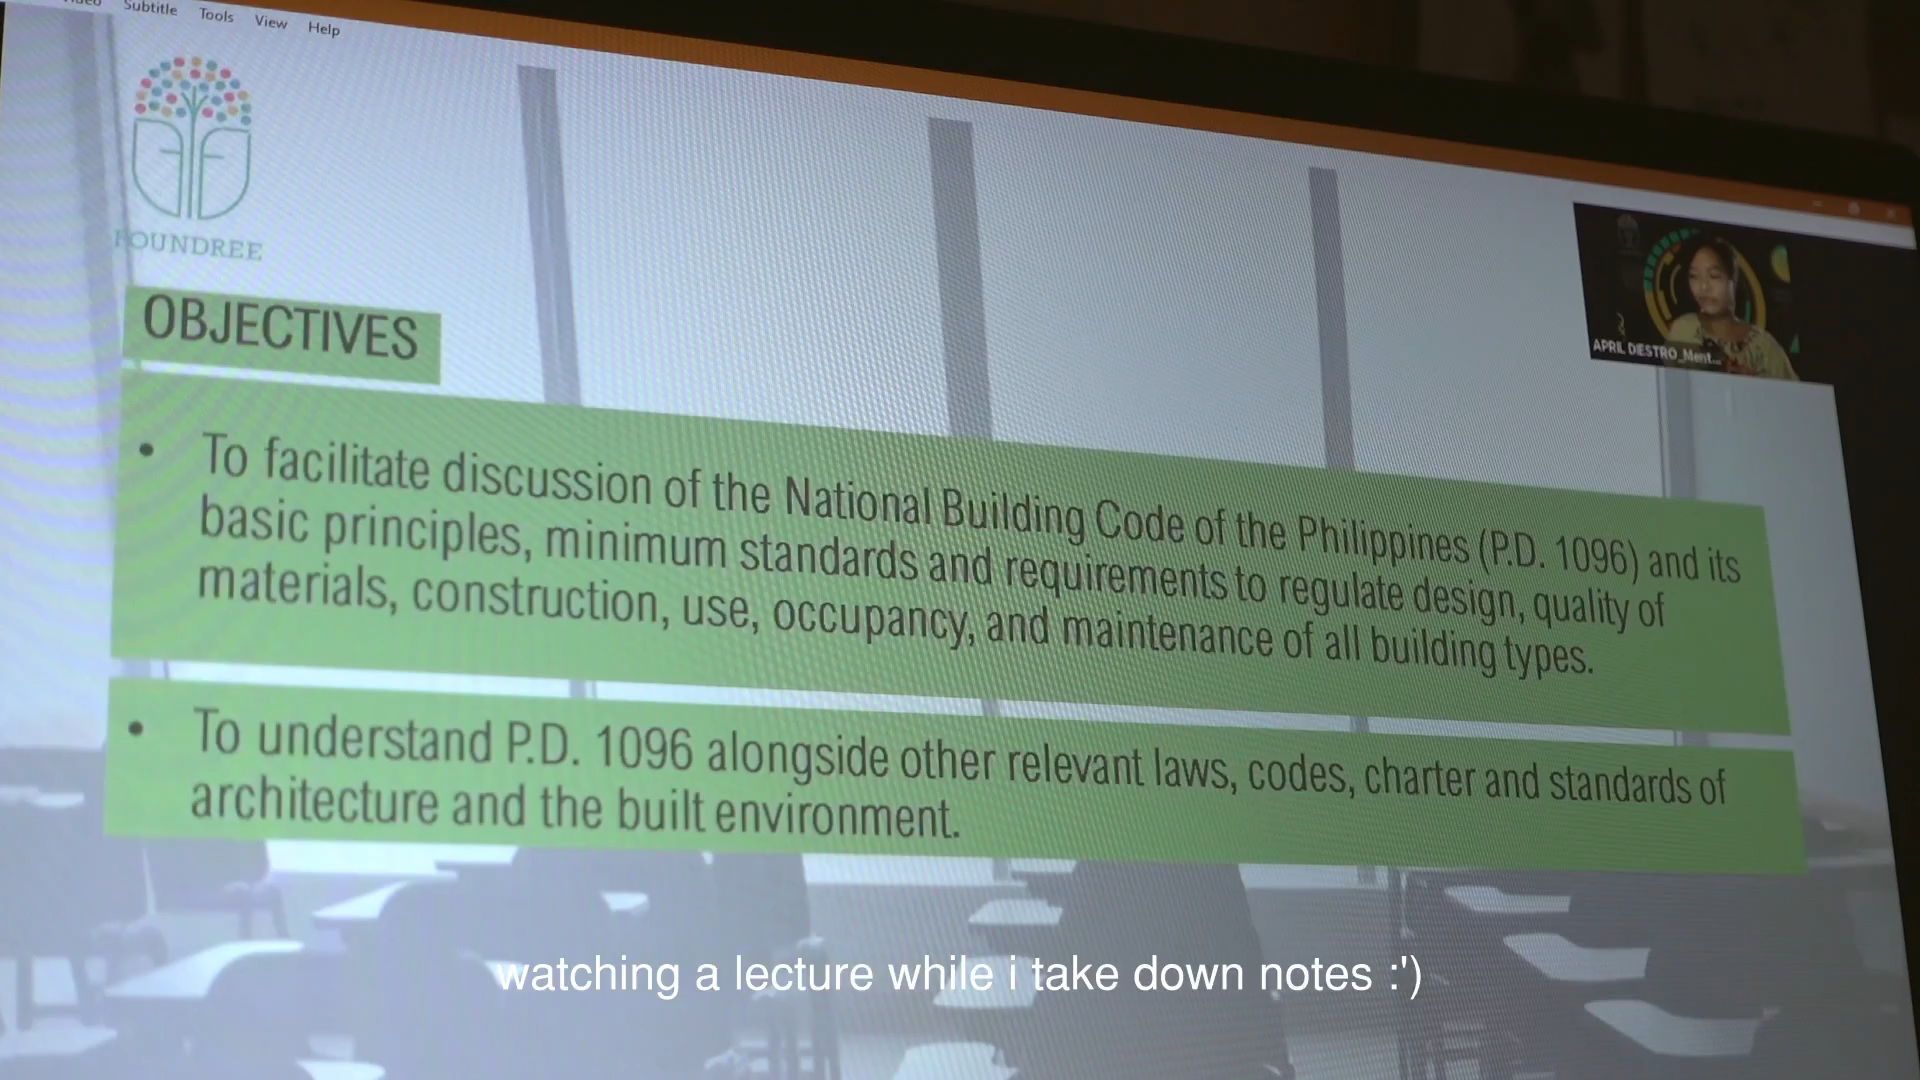 Subtitle Tools View Help
FOUNDREE
OBJECTIVES
APRIL DIESTRO_Ment...
• To facilitate discussion of the National Building Code of the Philippines (P.D. 1096) and its
basic principles, minimum standards and requirements to regulate design, quality of
materials, construction, use, occupancy, and maintenance of all building types.
• To understand P.D. 1096 alongside other relevant laws, codes, charter and standards of
architecture and the built environment.
watching a lecture while i take down notes :')